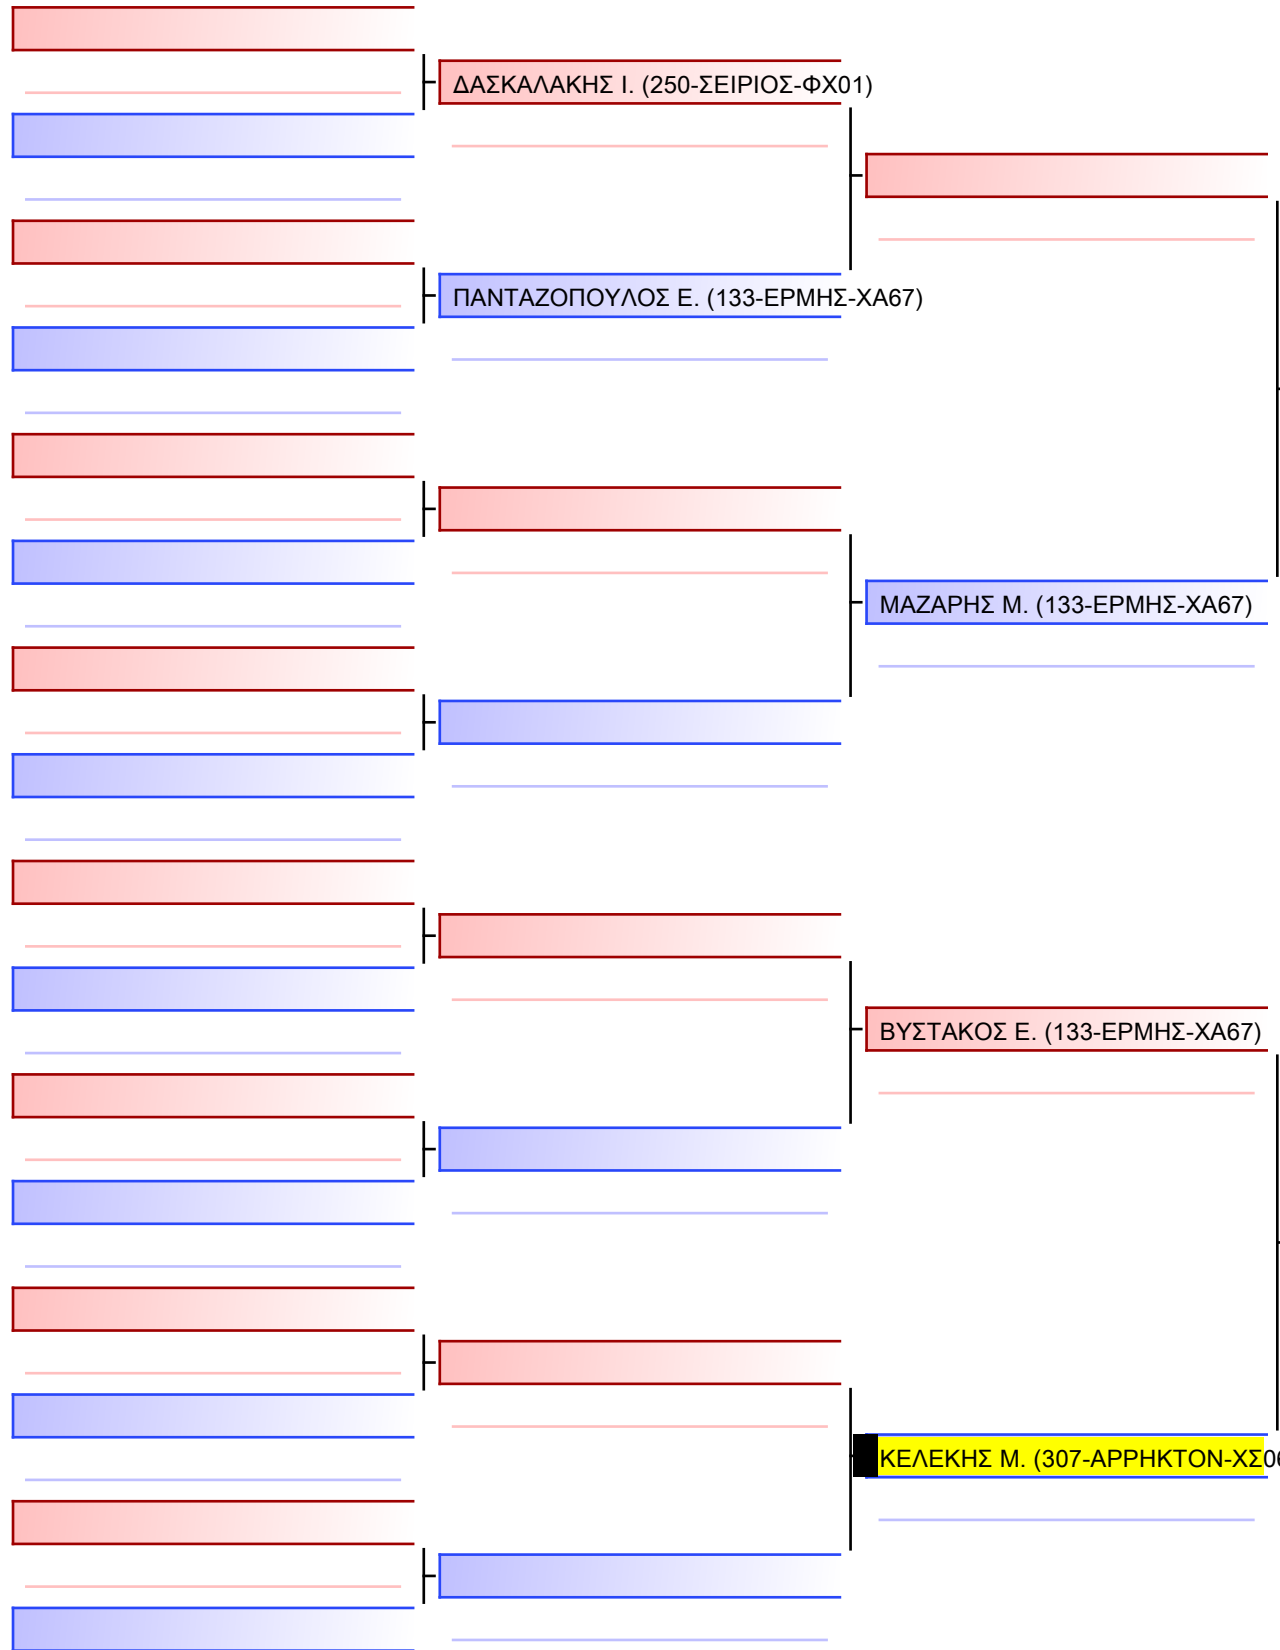 ΔΑΣΚΑΛΑΚΗΣ Ι. (250-ΣΕΙΡΙΟΣ-ΦΧ01)
ΠΑΝΤΑΖΟΠΟΥΛΟΣ Ε. (133-ΕΡΜΗΣ-ΧΑ67)
ΜΑΖΑΡΗΣ Μ. (133-ΕΡΜΗΣ-ΧΑ67)
ΒΥΣΤΑΚΟΣ Ε. (133-ΕΡΜΗΣ-ΧΑ67)
ΚΕΛΕΚΗΣ Μ. (307-ΑΡΡΗΚΤΟΝ-ΧΣ06